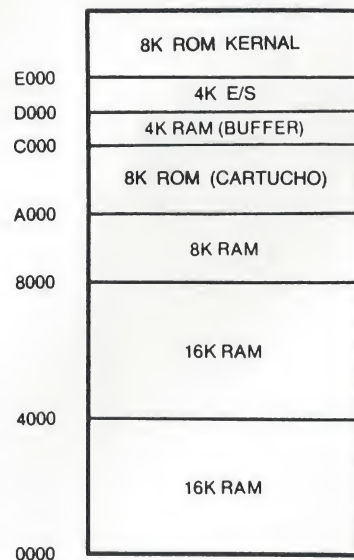 8K ROM KERNAL
E000
4K E/S
D000
4K RAM (BUFFER)
C000
8K ROM (CARTUCHO)
A000
8K RAM
8000
16K RAM
4000
16K RAM
0000